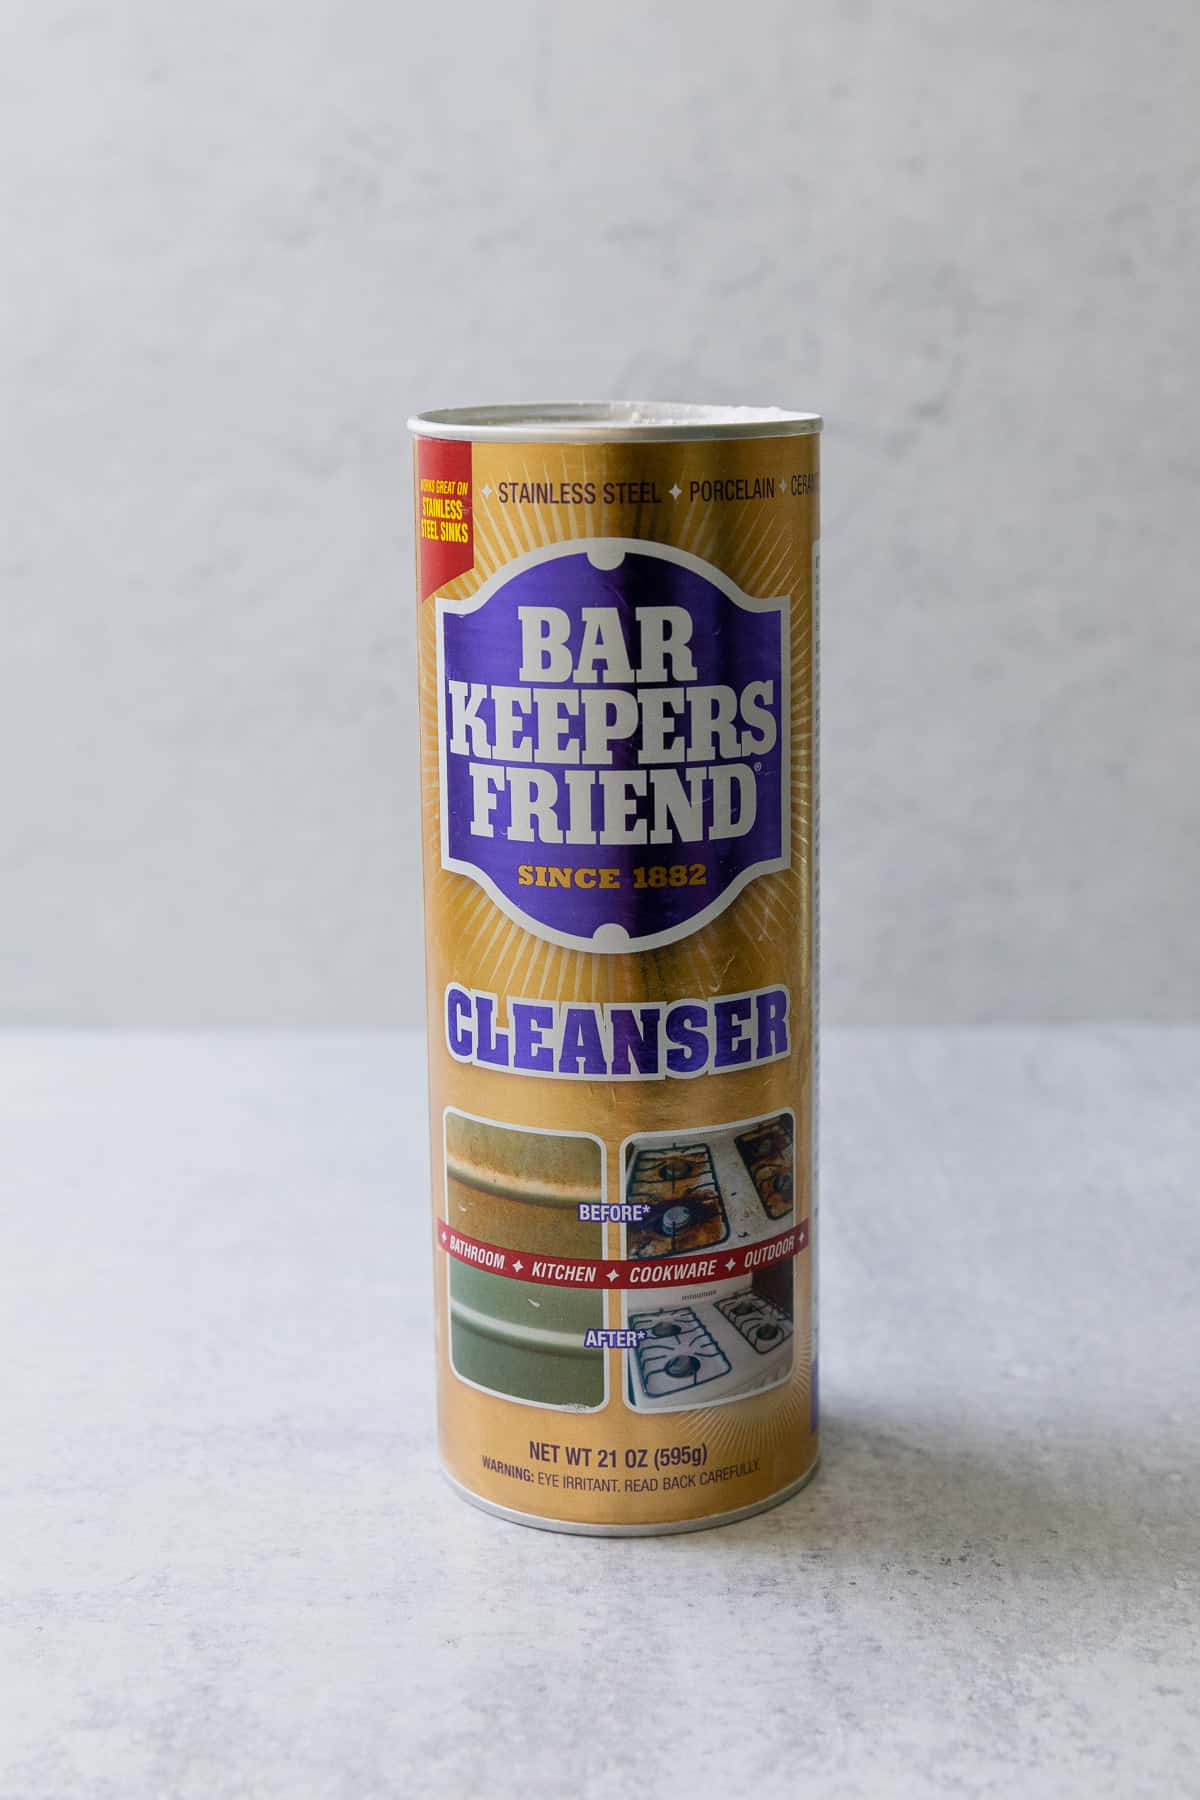 WORKS GREAT ON
STAINLESS
STEEL SINKS
STAINLESS STEEL ✦ PORCELAIN ✦
BAR
KEEPERS
FRIEND®
SINCE 1882
CLEANSER
BEFORE*
✦ BATHROOM ✦ KITCHEN ✦ COOKWARE ✦ OUTDOOR ✦
AFTER*
NET WT 21 OZ (595g)
WARNING: EYE IRRITANT. READ BACK CAREFULLY.